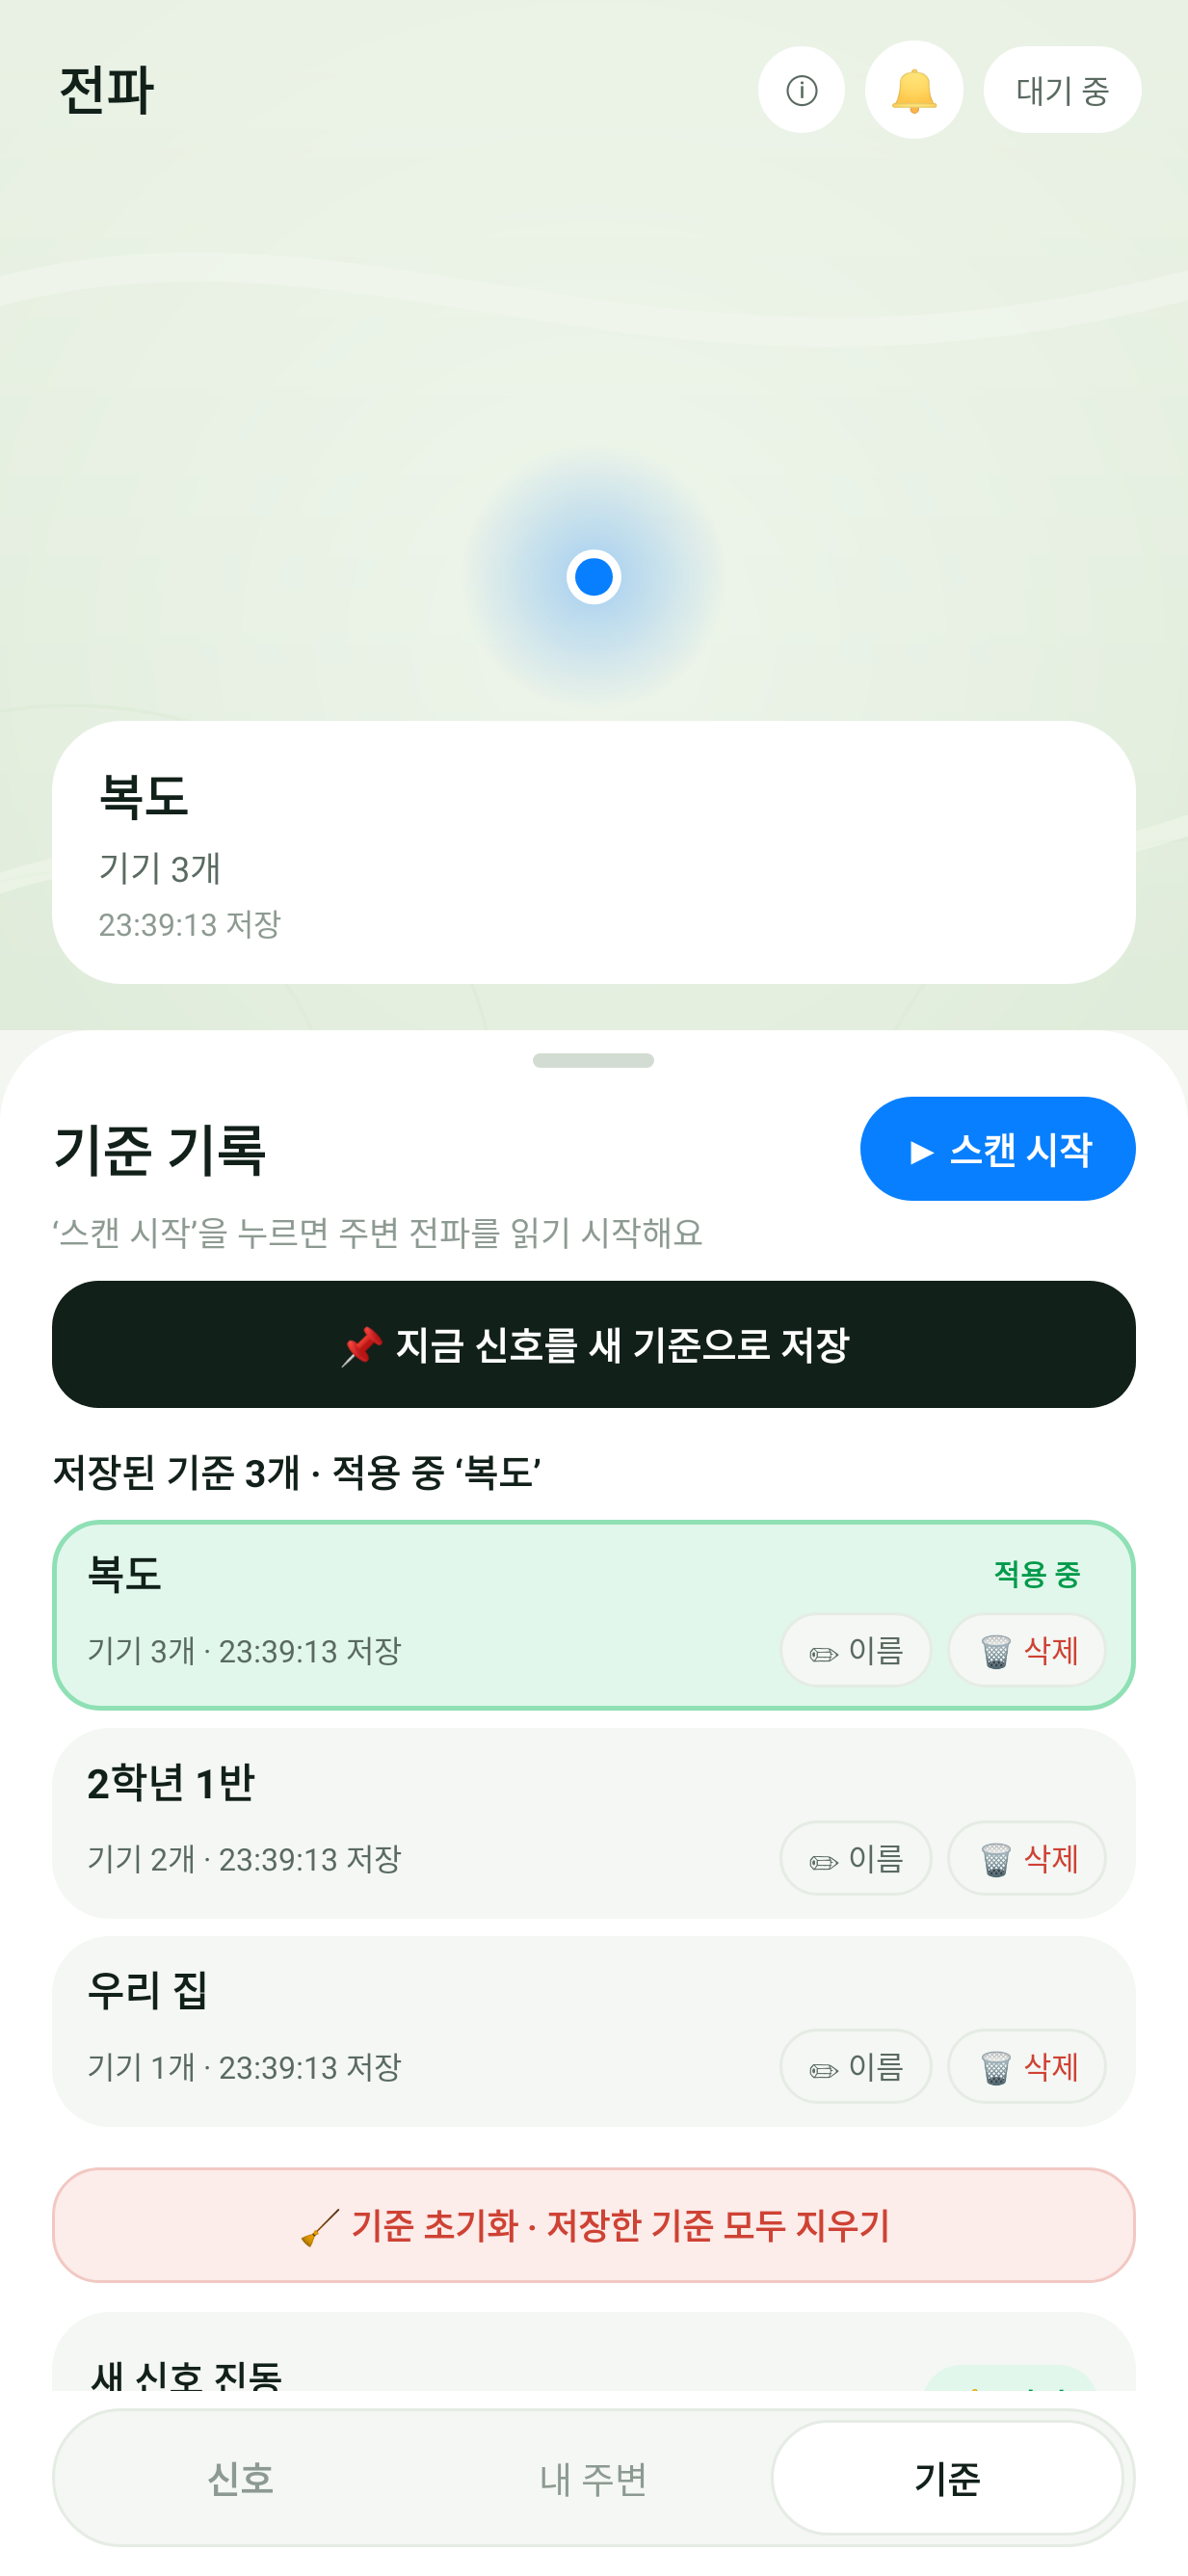 전파
ⓘ 🔔 대기 중
복도
기기 3개
23:39:13 저장
기준 기록
▶ 스캔 시작
‘스캔 시작’을 누르면 주변 전파를 읽기 시작해요
📌 지금 신호를 새 기준으로 저장
저장된 기준 3개 · 적용 중 ‘복도’
복도
적용 중
기기 3개 · 23:39:13 저장
✏ 이름
🗑 삭제
2학년 1반
기기 2개 · 23:39:13 저장
✏ 이름
🗑 삭제
우리 집
기기 1개 · 23:39:13 저장
✏ 이름
🗑 삭제
🧹 기준 초기화 · 저장한 기준 모두 지우기
새 신호 진동
신호
내 주변
기준